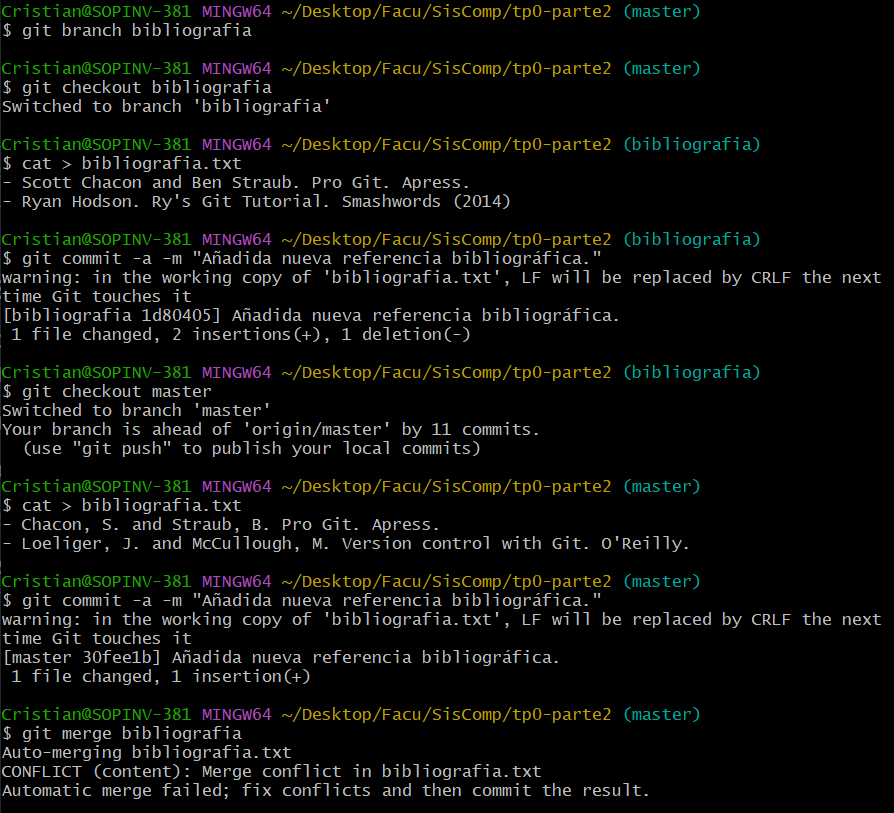 Cristian@SOPINV-381 MINGW64 ~/Desktop/Facu/SisComp/tp0-parte2 (master)
$ git branch bibliografia
Cristian@SOPINV-381 MINGW64 ~/Desktop/Facu/SisComp/tp0-parte2 (master)
$ git checkout bibliografia
Switched to branch 'bibliografia'
Cristian@SOPINV-381 MINGW64 ~/Desktop/Facu/SisComp/tp0-parte2 (bibliografia)
$ cat > bibliografia.txt
- Scott Chacon and Ben Straub. Pro Git. Apress.
- Ryan Hodson. Ry's Git Tutorial. Smashwords (2014)
Cristian@SOPINV-381 MINGW64 ~/Desktop/Facu/SisComp/tp0-parte2 (bibliografia)
$ git commit -a -m "Añadida nueva referencia bibliográfica."
warning: in the working copy of 'bibliografia.txt', LF will be replaced by CRLF the next
time Git touches it
[bibliografia 1d80405] Añadida nueva referencia bibliográfica.
 1 file changed, 2 insertions(+), 1 deletion(-)
Cristian@SOPINV-381 MINGW64 ~/Desktop/Facu/SisComp/tp0-parte2 (bibliografia)
$ git checkout master
Switched to branch 'master'
Your branch is ahead of 'origin/master' by 11 commits.
  (use "git push" to publish your local commits)
Cristian@SOPINV-381 MINGW64 ~/Desktop/Facu/SisComp/tp0-parte2 (master)
$ cat > bibliografia.txt
- Chacon, S. and Straub, B. Pro Git. Apress.
- Loeliger, J. and McCullough, M. Version control with Git. O'Reilly.
Cristian@SOPINV-381 MINGW64 ~/Desktop/Facu/SisComp/tp0-parte2 (master)
$ git commit -a -m "Añadida nueva referencia bibliográfica."
warning: in the working copy of 'bibliografia.txt', LF will be replaced by CRLF the next
time Git touches it
[master 30fee1b] Añadida nueva referencia bibliográfica.
 1 file changed, 1 insertion(+)
Cristian@SOPINV-381 MINGW64 ~/Desktop/Facu/SisComp/tp0-parte2 (master)
$ git merge bibliografia
Auto-merging bibliografia.txt
CONFLICT (content): Merge conflict in bibliografia.txt
Automatic merge failed; fix conflicts and then commit the result.